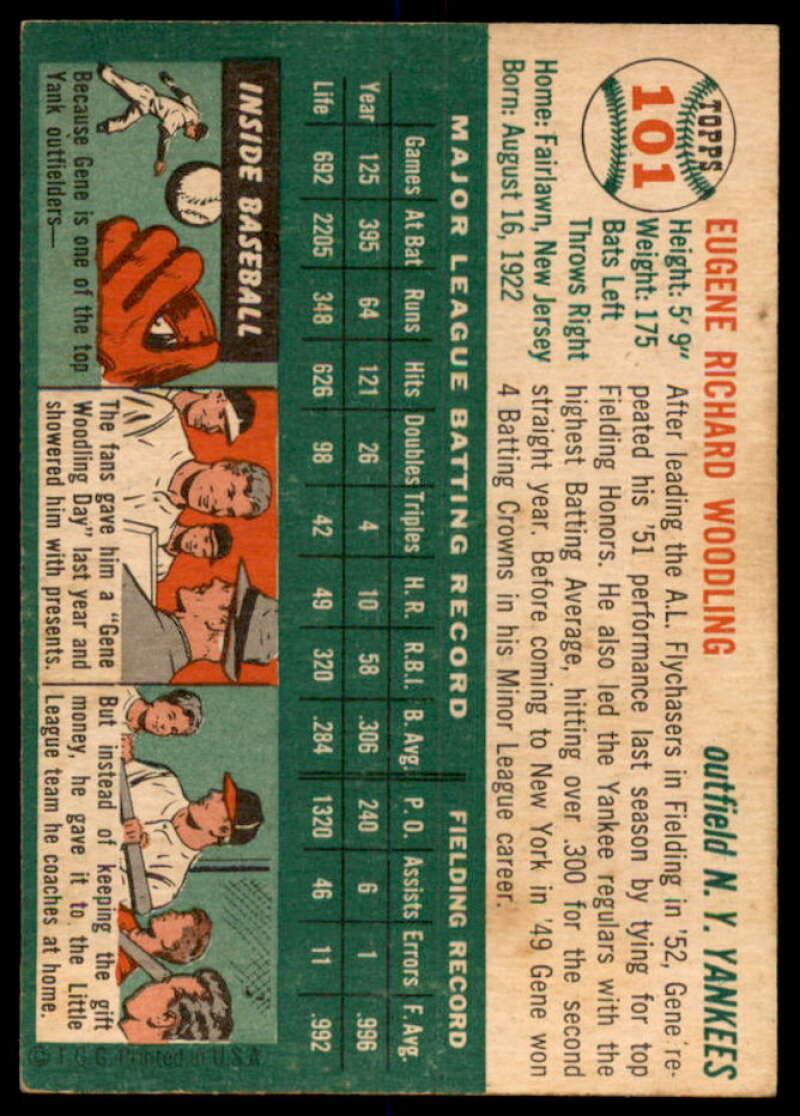 TOPPS
101
EUGENE RICHARD WOODLING
outfield N. Y. YANKEES
Height: 5' 9"
Weight: 175
Bats Left
Throws Right
Home: Fairlawn, New Jersey
Born: August 16, 1922
After leading the A.L. Flychasers in Fielding in '52, Gene re-
peated his '51 performance last season by tying for top
Fielding Honors. He also led the Yankee regulars with the
highest Batting Average, hitting over .300 for the second
straight year. Before coming to New York in '49 Gene won
4 Batting Crowns in his Minor League career.
MAJOR LEAGUE BATTING RECORD FIELDING RECORD
Games At Bat Runs Hits Doubles Triples H. R. R.B.I. B. Avg. P. O. Assists Errors F. Avg.
Year 125 395 64 121 26 4 10 58 .306 240 6 1 .996
Life 692 2205 348 626 98 42 49 320 .284 1320 46 11 .992
INSIDE BASEBALL
Because Gene is one of the top
Yank outfielders—
The fans gave him a "Gene
Woodling Day" last year and
showered him with presents.
But instead of keeping the gift
money, he gave it to the Little
League team he coaches at home.
© T.C.G. Printed in U.S.A.